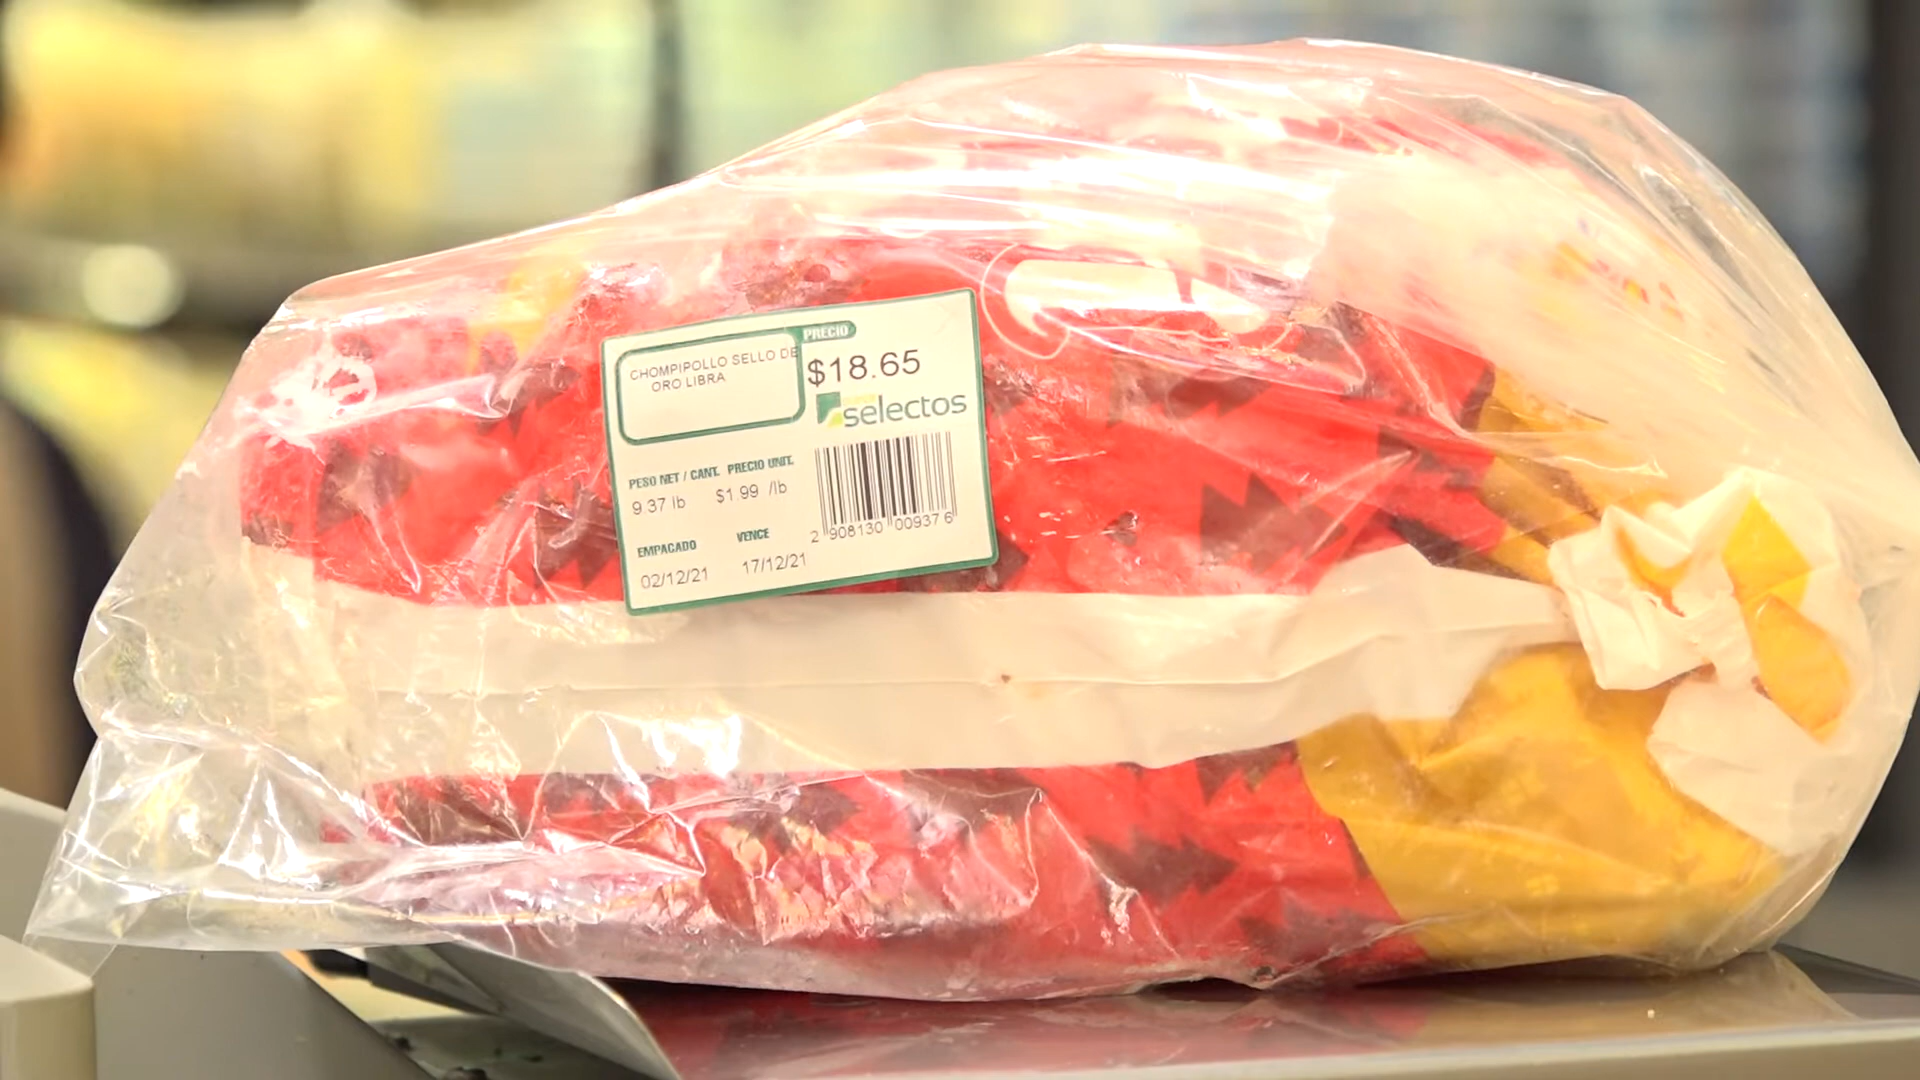 PRECIO
CHOMPIPOLLO SELLO DE
ORO LIBRA
$18.65
selectos
PESO NET / CANT. PRECIO UNIT.
9.37 lb $1.99 /lb
2 908130 00937 6
EMPACADO VENCE
02/12/21 17/12/21